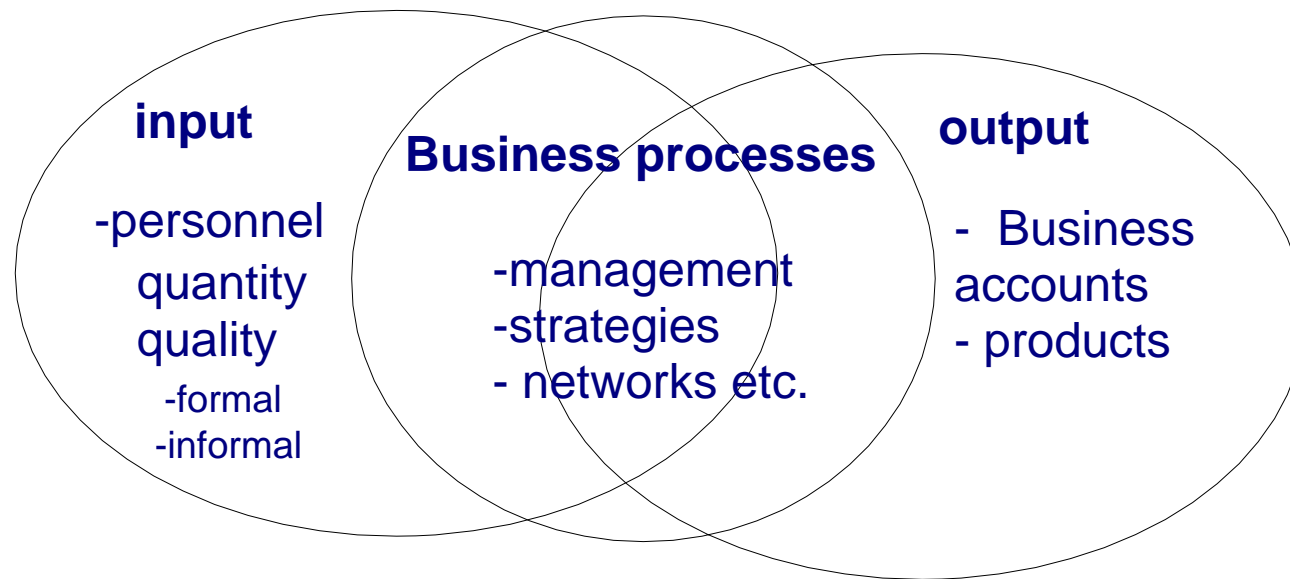 input
-personnel
quantity
quality
-formal
-informal
Business processes
-management
-strategies
- networks etc.
output
- Business
accounts
- products